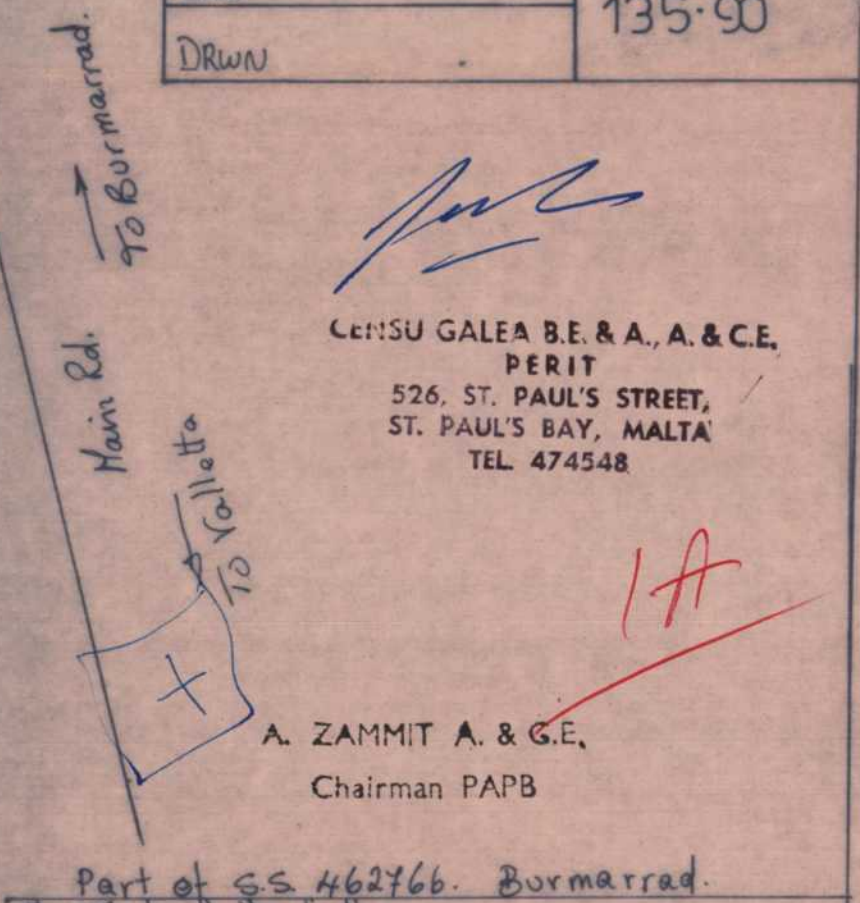 135·90
DRWN
To Burmarrad.
Main Rd.
To Valletta
CENSU GALEA B.E. & A., A. & C.E.
PERIT
526, ST. PAUL'S STREET,
ST. PAUL'S BAY, MALTA
TEL. 474548
1A
A. ZAMMIT A. & C.E.
Chairman PAPB
Part of S.S. 462766. Burmarrad.